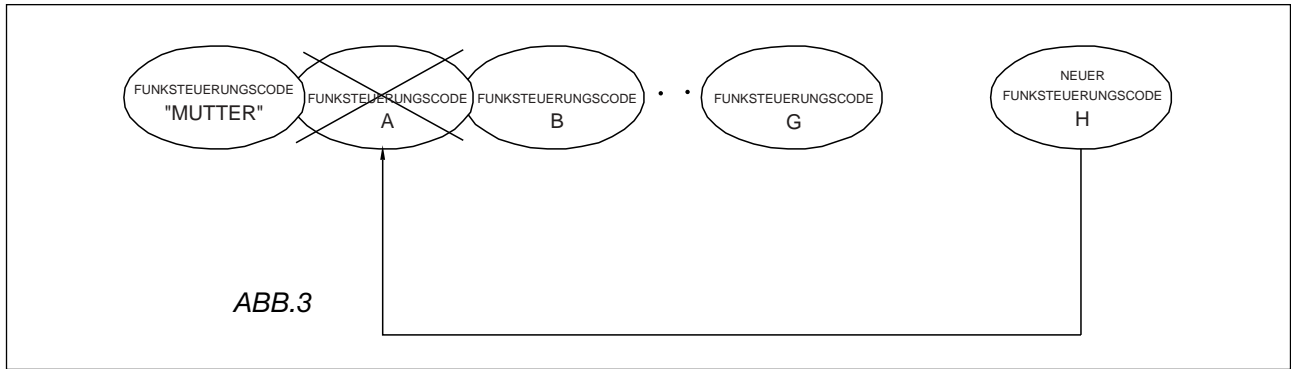 FUNKSTEUERUNGSCODE
"MUTTER"
FUNKSTEUERUNGSCODE
A
FUNKSTEUERUNGSCODE
B
. .
FUNKSTEUERUNGSCODE
G
NEUER
FUNKSTEUERUNGSCODE
H
ABB.3